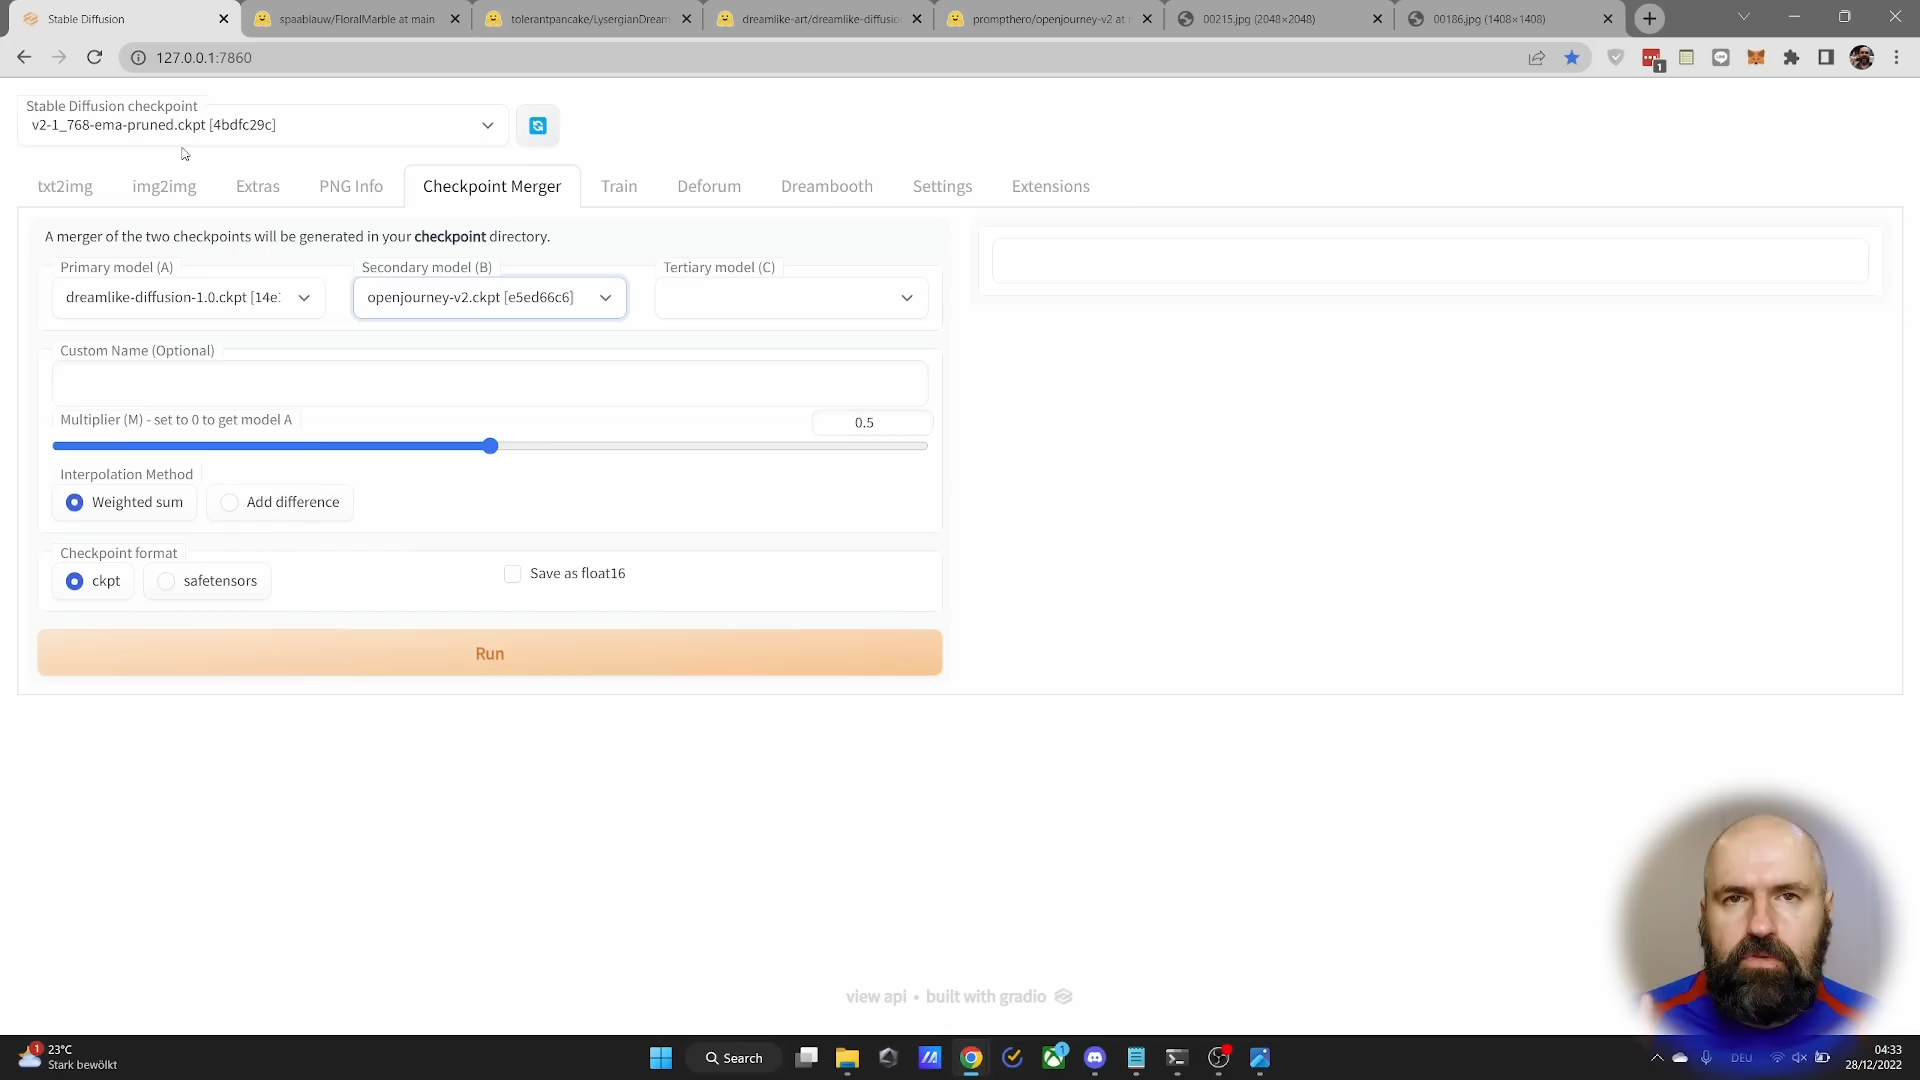 Stable Diffusion
spaablauw/FloralMarble at main
tolerantpancake/LysergianDream
dreamlike-art/dreamlike-diffusio
prompthero/openjourney-v2 at
00215.jpg (2048×2048)
00186.jpg (1408×1408)
127.0.0.1:7860
1
Stable Diffusion checkpoint
v2-1_768-ema-pruned.ckpt [4bdfc29c]
txt2img
img2img
Extras
PNG Info
Checkpoint Merger
Train
Deforum
Dreambooth
Settings
Extensions
A merger of the two checkpoints will be generated in your checkpoint directory.
Primary model (A)
Secondary model (B)
Tertiary model (C)
dreamlike-diffusion-1.0.ckpt [14e
openjourney-v2.ckpt [e5ed66c6]
Custom Name (Optional)
Multiplier (M) - set to 0 to get model A
0.5
Interpolation Method
Weighted sum
Add difference
Checkpoint format
ckpt
safetensors
Save as float16
Run
view api • built with gradio
1
23°C
Stark bewölkt
Search
1
DEU
04:33
28/12/2022